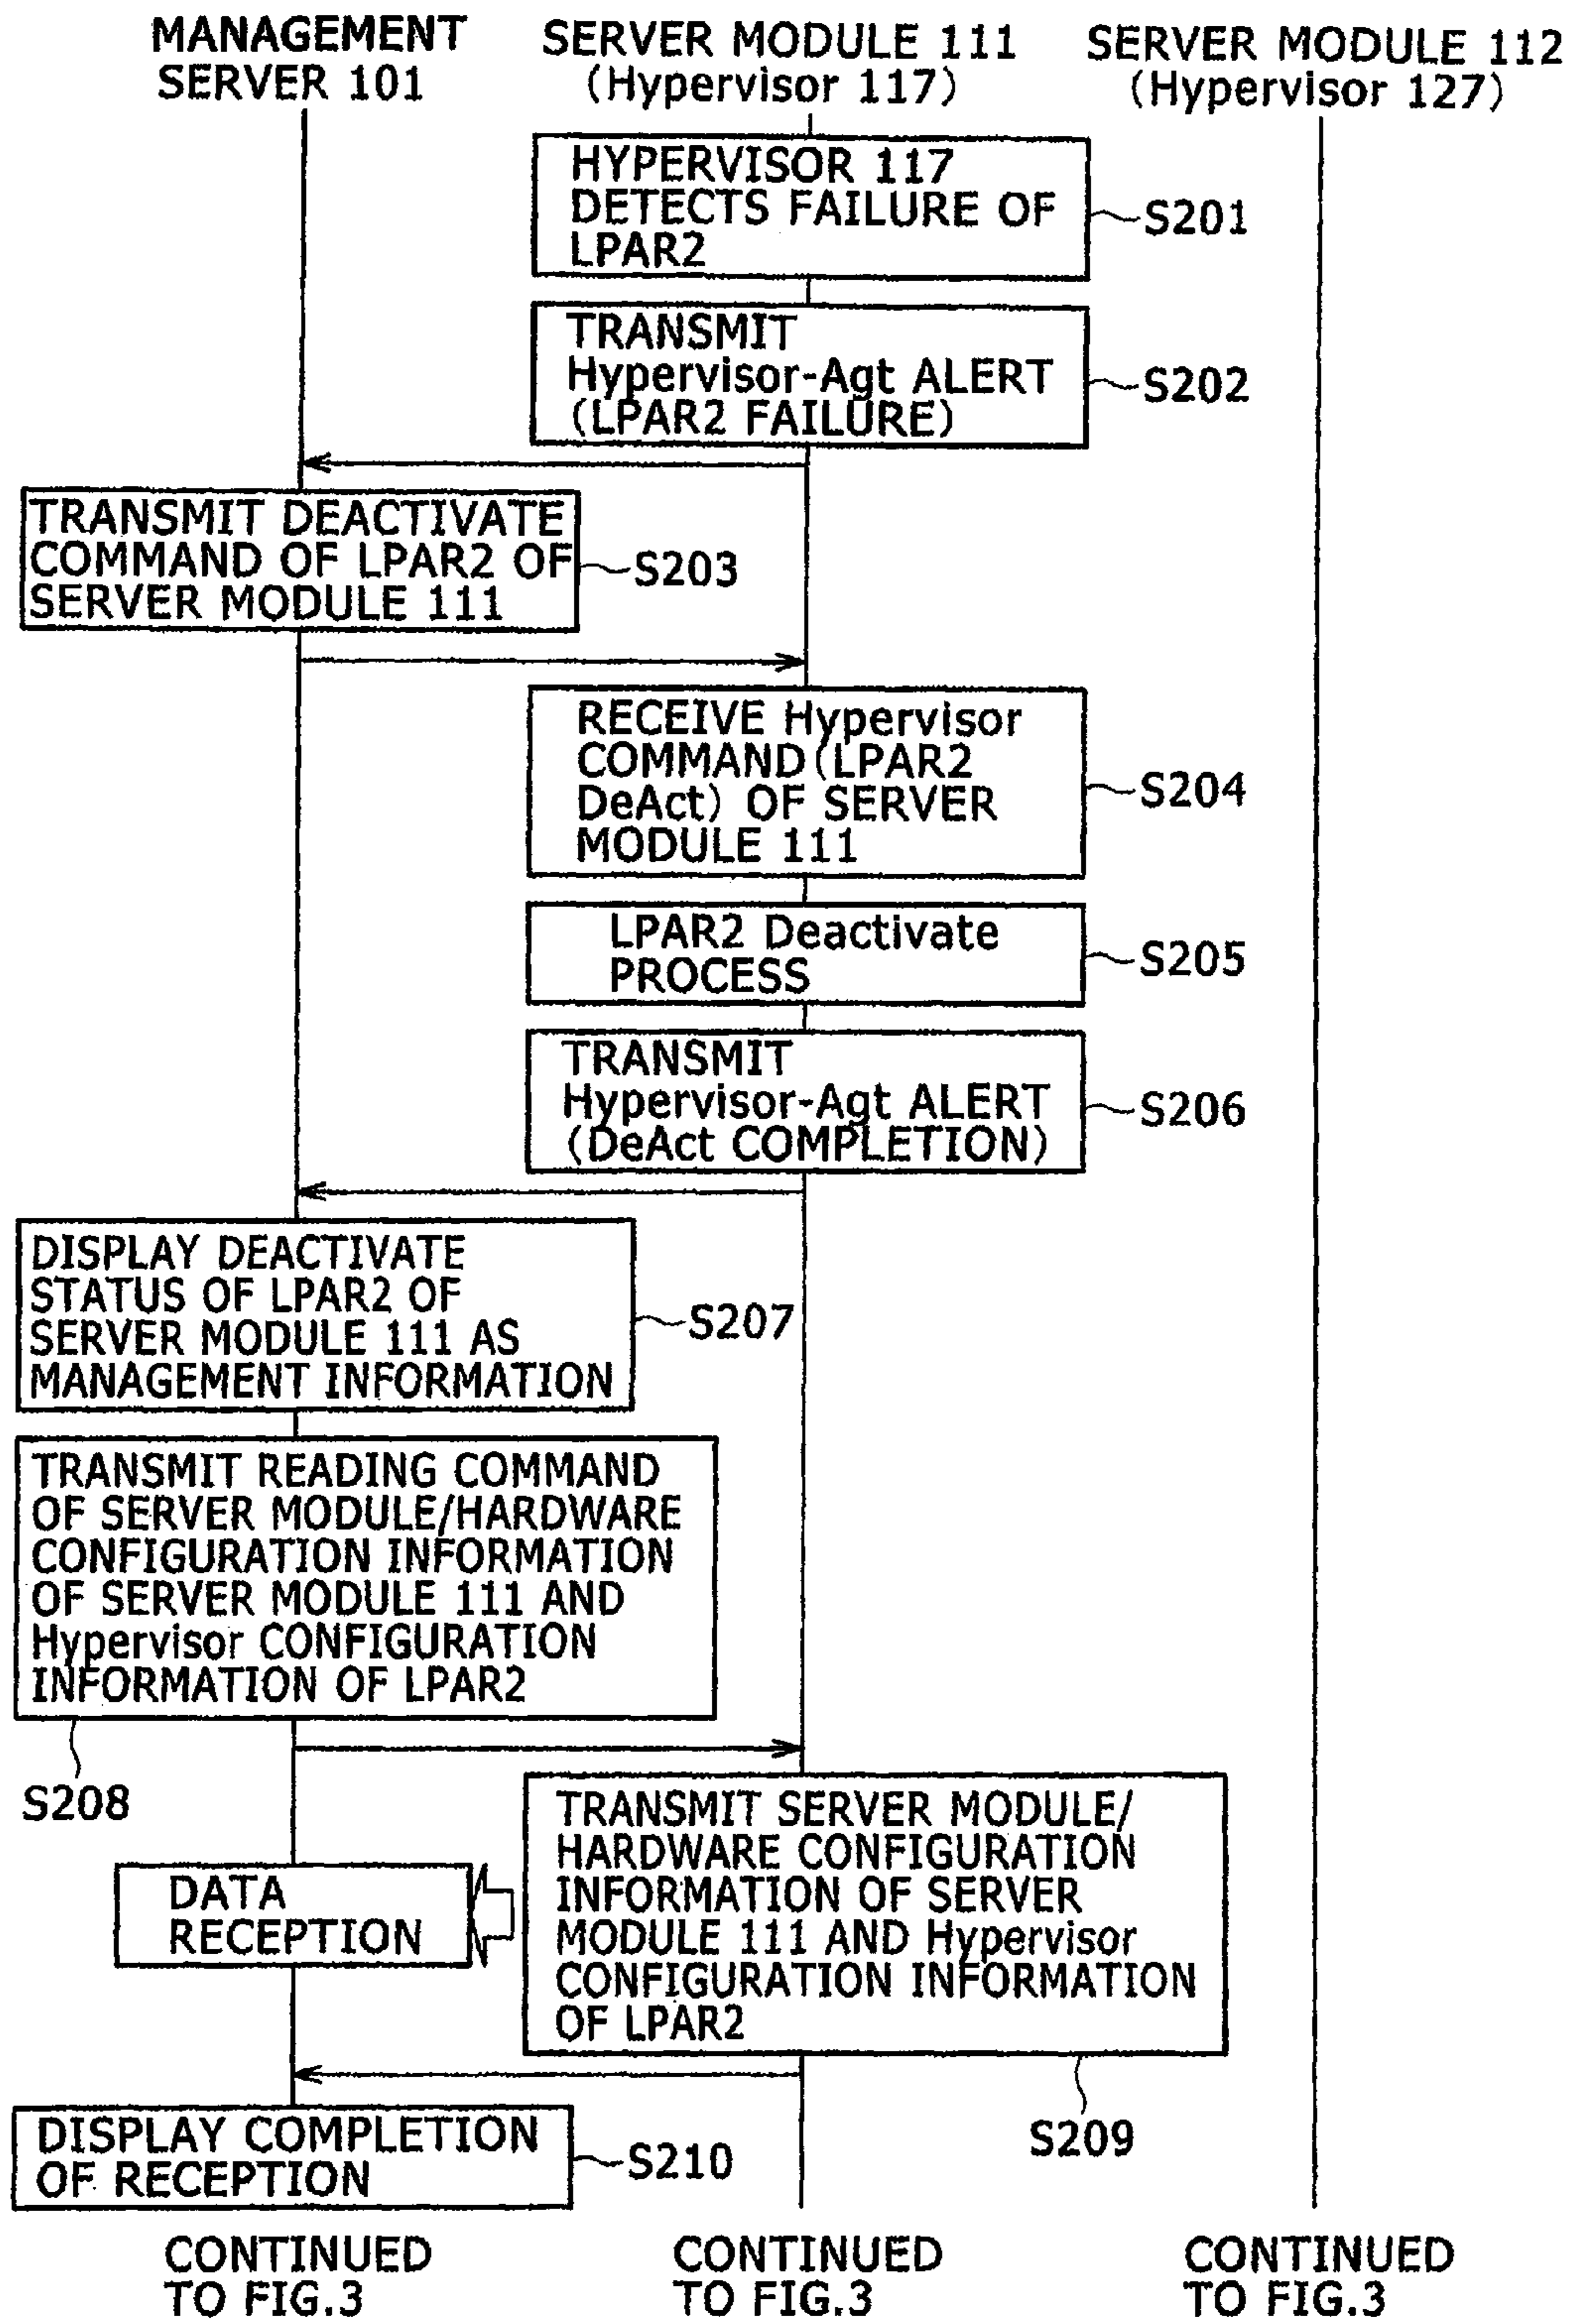 MANAGEMENT
SERVER 101
SERVER MODULE 111
(Hypervisor 117)
SERVER MODULE 112
(Hypervisor 127)
HYPERVISOR 117
DETECTS FAILURE OF
LPAR2
S201
TRANSMIT
Hypervisor-Agt ALERT
(LPAR2 FAILURE)
S202
TRANSMIT DEACTIVATE
COMMAND OF LPAR2 OF
SERVER MODULE 111
S203
RECEIVE Hypervisor
COMMAND(LPAR2
DeAct) OF SERVER
MODULE 111
S204
LPAR2 Deactivate
PROCESS
S205
TRANSMIT
Hypervisor-Agt ALERT
(DeAct COMPLETION)
S206
DISPLAY DEACTIVATE
STATUS OF LPAR2 OF
SERVER MODULE 111 AS
MANAGEMENT INFORMATION
S207
TRANSMIT READING COMMAND
OF SERVER MODULE/HARDWARE
CONFIGURATION INFORMATION
OF SERVER MODULE 111 AND
Hypervisor CONFIGURATION
INFORMATION OF LPAR2
S208
TRANSMIT SERVER MODULE/
HARDWARE CONFIGURATION
INFORMATION OF SERVER
MODULE 111 AND Hypervisor
CONFIGURATION INFORMATION
OF LPAR2
S209
DATA
RECEPTION
DISPLAY COMPLETION
OF RECEPTION
S210
CONTINUED
TO FIG.3
CONTINUED
TO FIG.3
CONTINUED
TO FIG.3